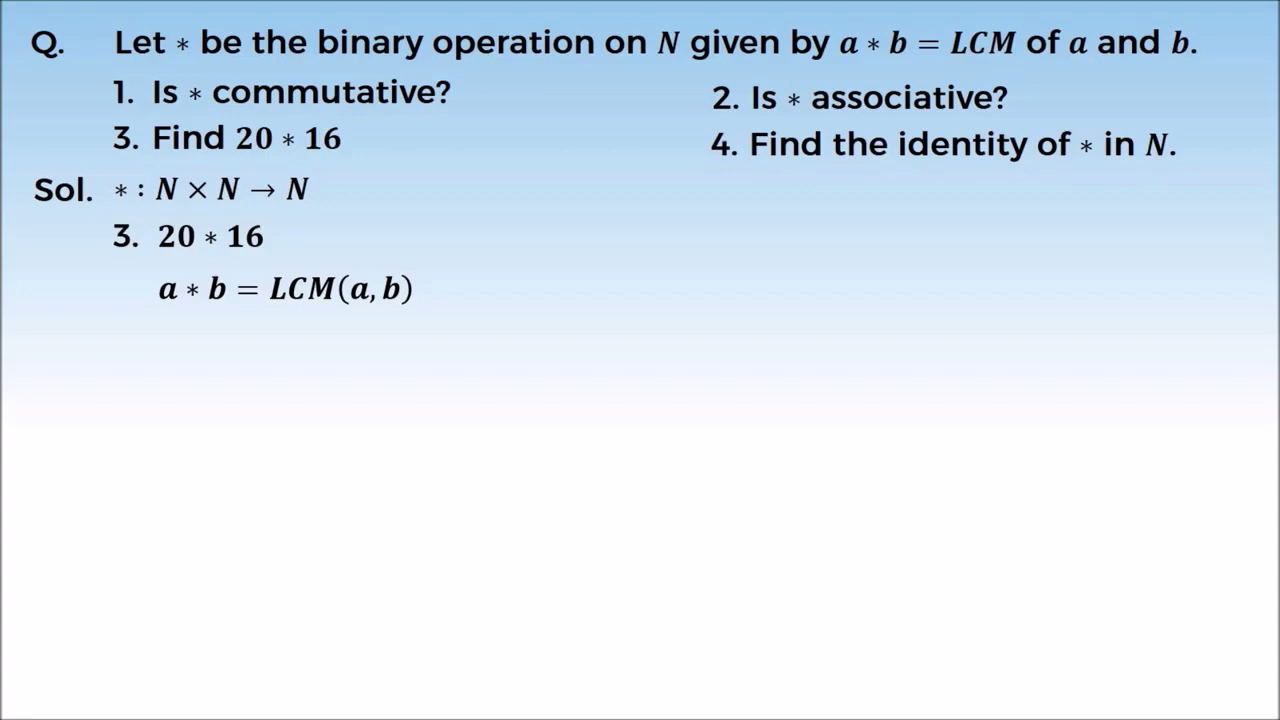 Q. Let ∗ be the binary operation on N given by a ∗ b = LCM of a and b.
1. Is ∗ commutative? 2. Is ∗ associative?
3. Find 20 ∗ 16 4. Find the identity of ∗ in N.
Sol. ∗ : N × N → N
3. 20 ∗ 16
a ∗ b = LCM(a, b)